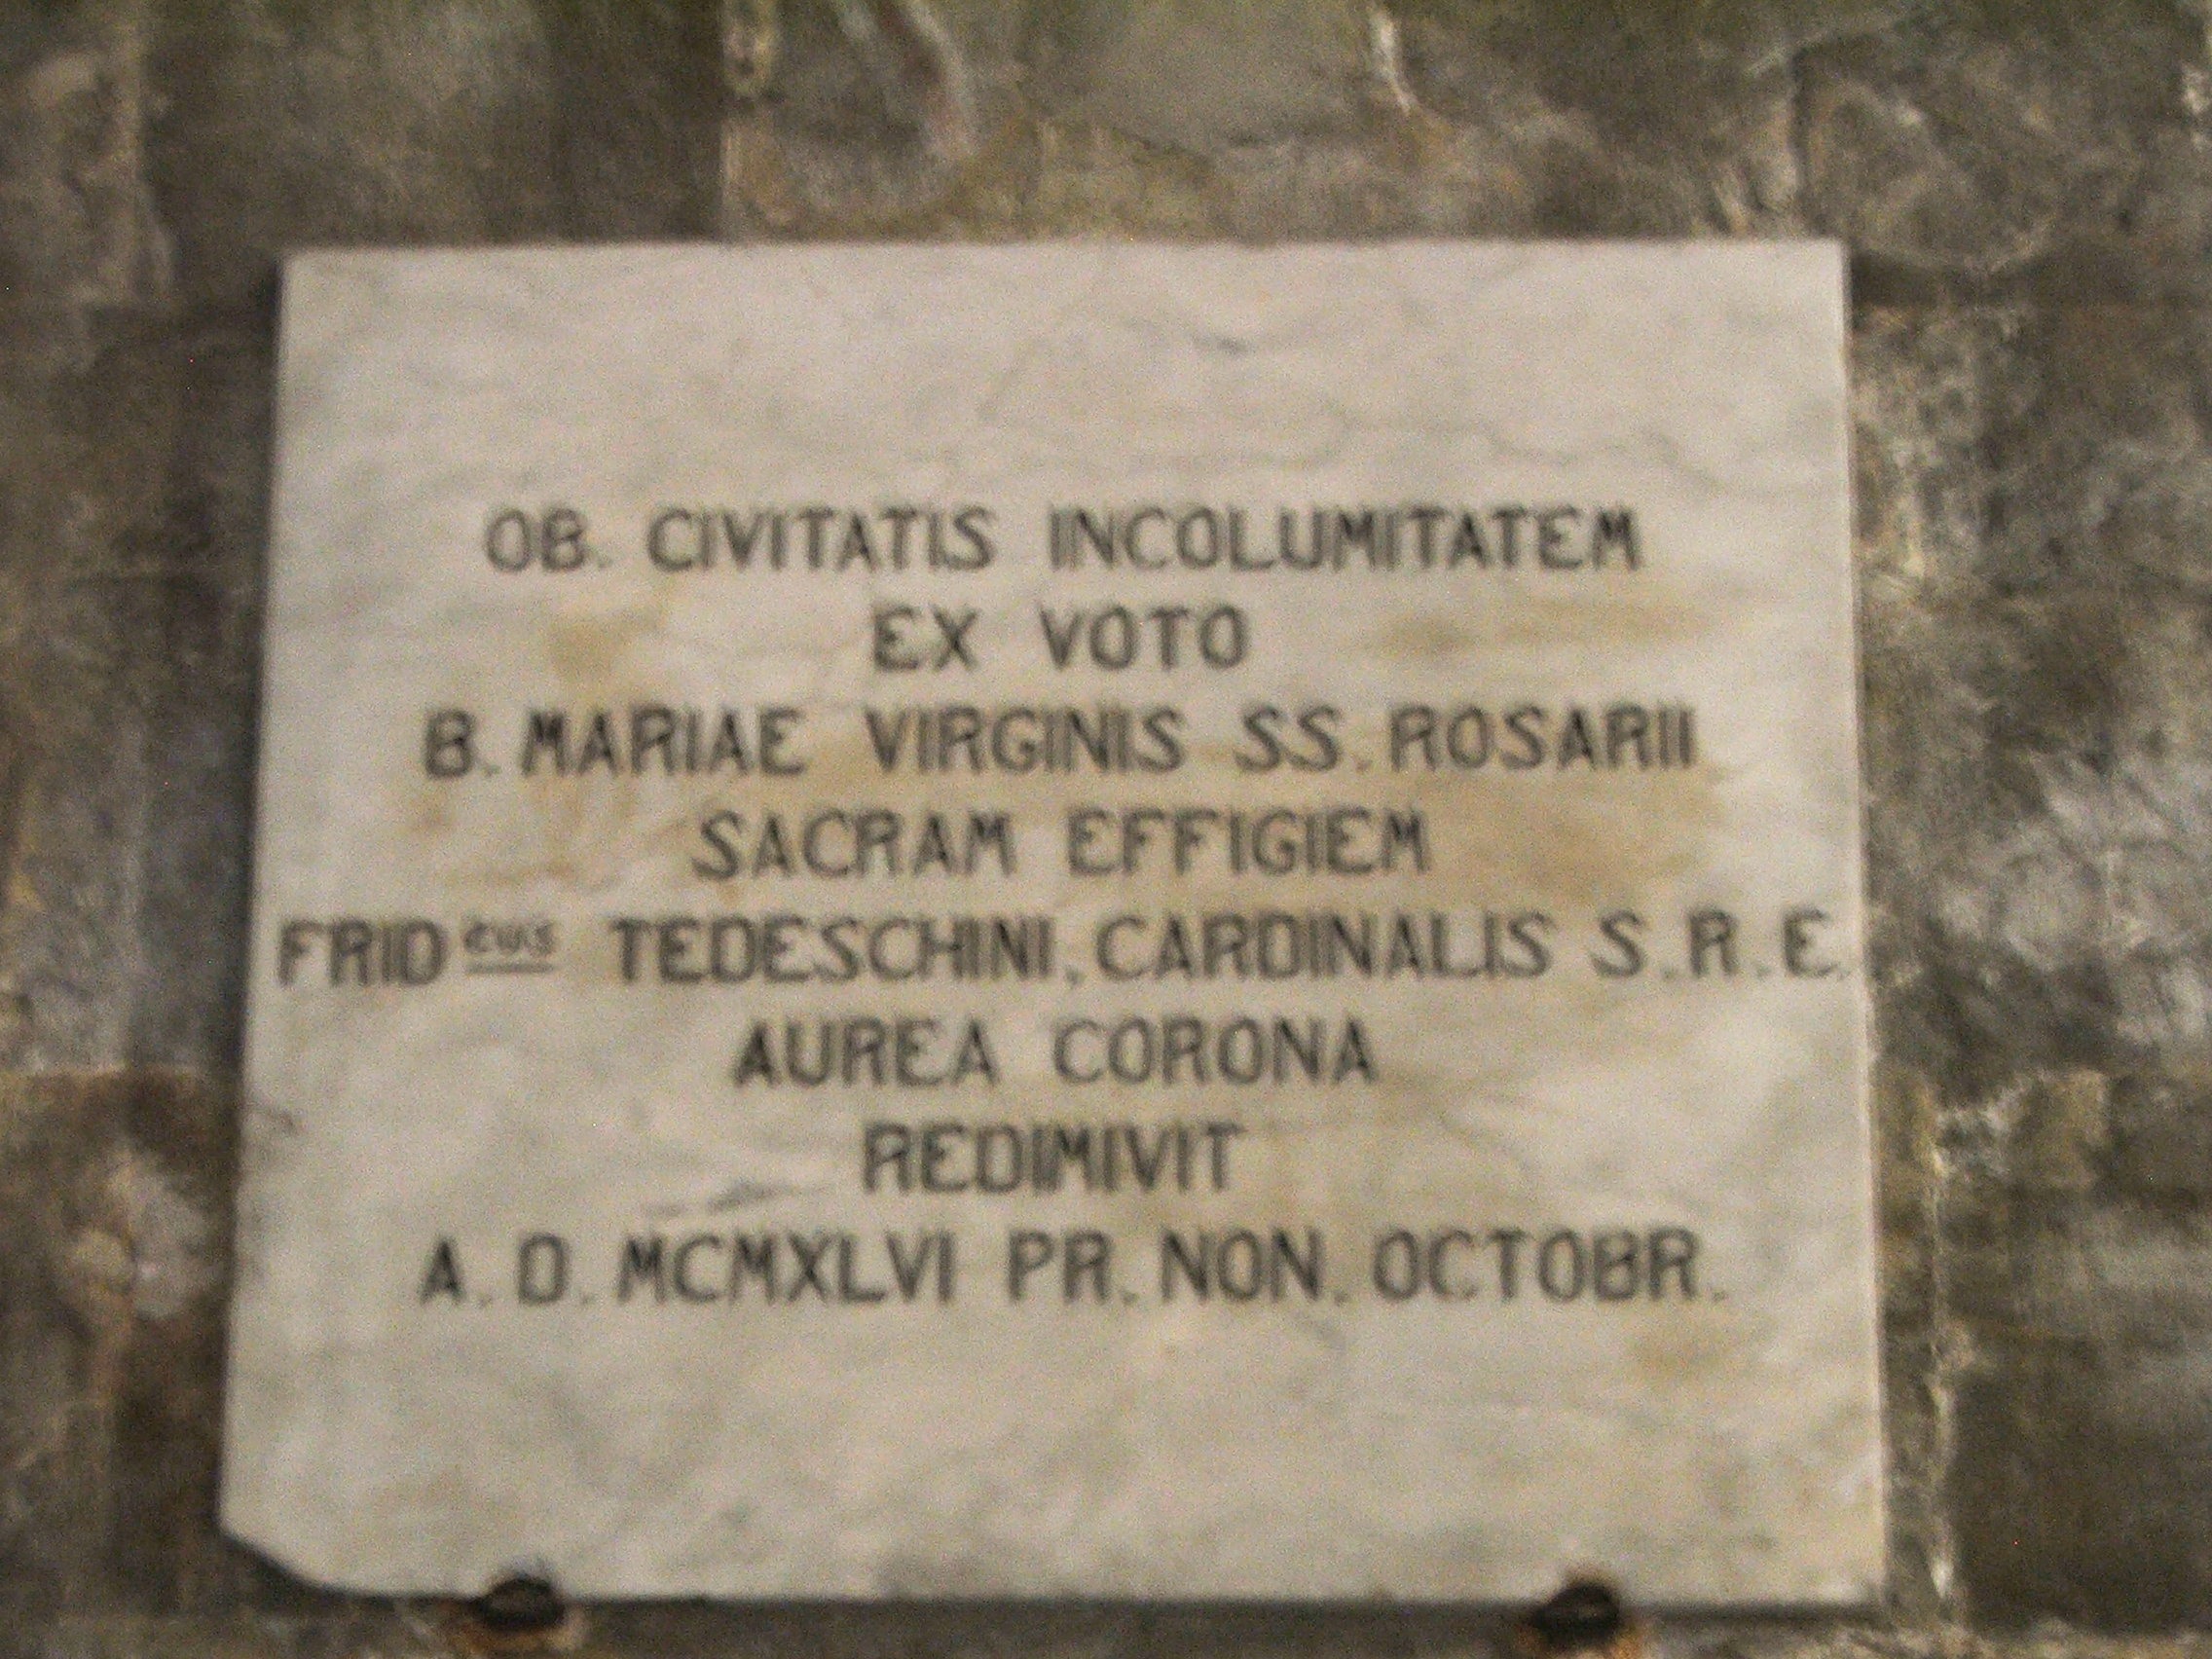 OB. CIVITATIS INCOLUMITATEM
EX VOTO
B. MARIAE VIRGINIS SS. ROSARII
SACRAM EFFIGIEM
FRIDcus TEDESCHINI, CARDINALIS S.R.E.
AUREA CORONA
REDIMIVIT
A. D. MCMXLVI PR. NON. OCTOBR.